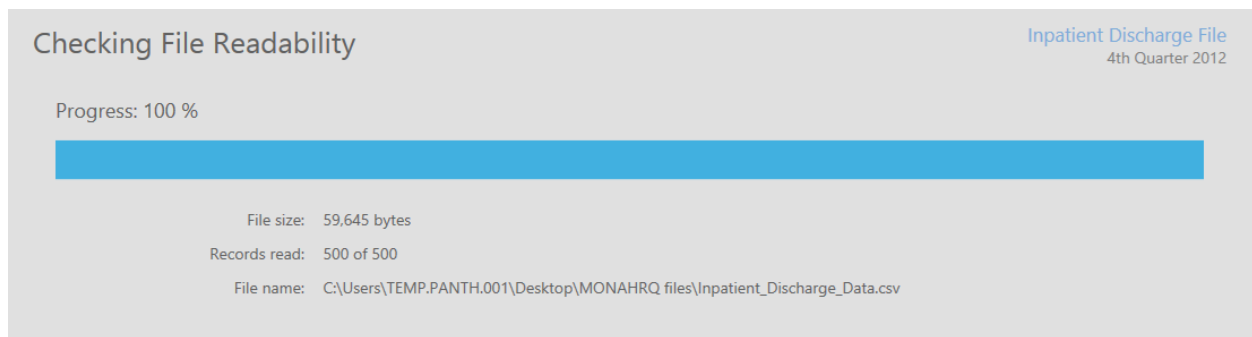 Checking File Readability
Inpatient Discharge File
4th Quarter 2012
Progress: 100 %
File size: 59,645 bytes
Records read: 500 of 500
File name: C:\Users\TEMP.PANTH.001\Desktop\MONAHRQ files\Inpatient_Discharge_Data.csv